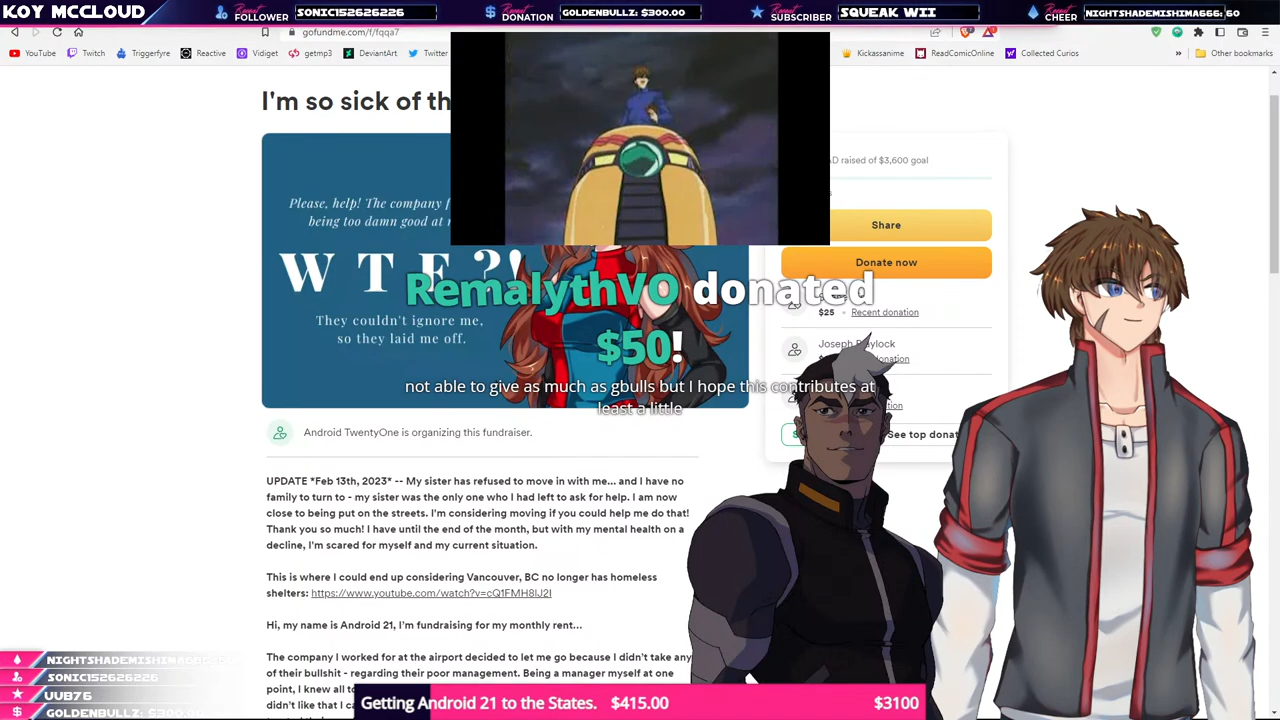 KOY MCCLOUD
Recent FOLLOWER SONIC152626226
Recent DONATION GOLDENBULLZ: $300.00
Recent SUBSCRIBER SQUEAK WII
Recent CHEER NIGHTSHADEMISHIMA666: 60
gofundme.com/f/fqqa7
YouTube Twitch Triggerfyre Reactive Vidget getmp3 DeviantArt Twitter Kickassanime ReadComicOnline Collected Curios » Other bookmarks
I'm so sick of th
AD raised of $3,600 goal
Please, help! The company f
being too damn good at
WTF?!
They couldn't ignore me,
so they laid me off.
Share
Donate now
RemalythVO donated
$50!
not able to give as much as gbulls but I hope this contributes at
least a little
$25 • Recent donation
Joseph
See top donat
Android TwentyOne is organizing this fundraiser.
UPDATE *Feb 13th, 2023* -- My sister has refused to move in with me... and I have no
family to turn to - my sister was the only one who I had left to ask for help. I am now
close to being put on the streets. I'm considering moving if you could help me do that!
Thank you so much! I have until the end of the month, but with my mental health on a
decline, I'm scared for myself and my current situation.
This is where I could end up considering Vancouver, BC no longer has homeless
shelters: https://www.youtube.com/watch?v=cQ1FMH8lJ2I
Hi, my name is Android 21, I'm fundraising for my monthly rent...
The company I worked for at the airport decided to let me go because I didn't take any
of their bullshit - regarding their poor management. Being a manager myself at one
point, I knew all
didn't like that I
NIGHTSHADEMISHIMA666:
SONIC152626226
UUB76
GOLDENBULLZ: $300.00
Getting Android 21 to the States. $415.00 $3100